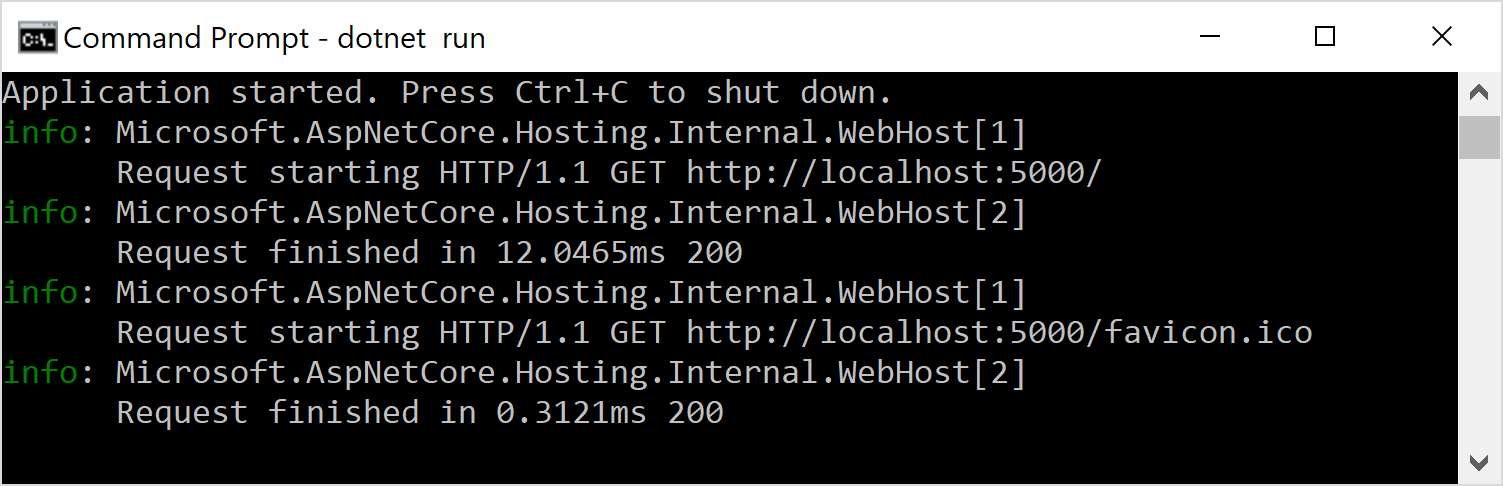 Command Prompt - dotnet  run
Application started. Press Ctrl+C to shut down.
info: Microsoft.AspNetCore.Hosting.Internal.WebHost[1]
      Request starting HTTP/1.1 GET http://localhost:5000/
info: Microsoft.AspNetCore.Hosting.Internal.WebHost[2]
      Request finished in 12.0465ms 200
info: Microsoft.AspNetCore.Hosting.Internal.WebHost[1]
      Request starting HTTP/1.1 GET http://localhost:5000/favicon.ico
info: Microsoft.AspNetCore.Hosting.Internal.WebHost[2]
      Request finished in 0.3121ms 200